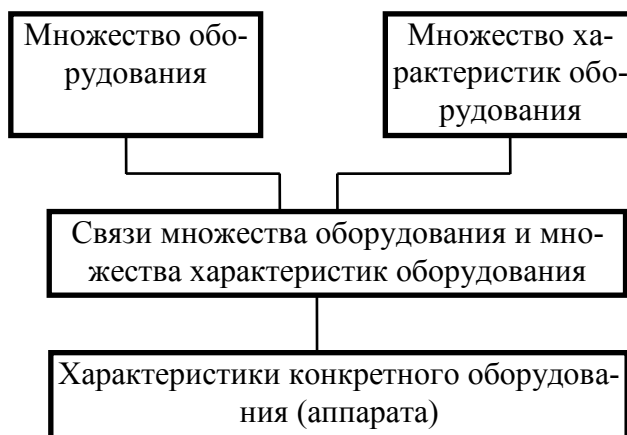 Множество обо-
рудования
Множество ха-
рактеристик обо-
рудования
Связи множества оборудования и мно-
жества характеристик оборудования
Характеристики конкретного оборудова-
ния (аппарата)